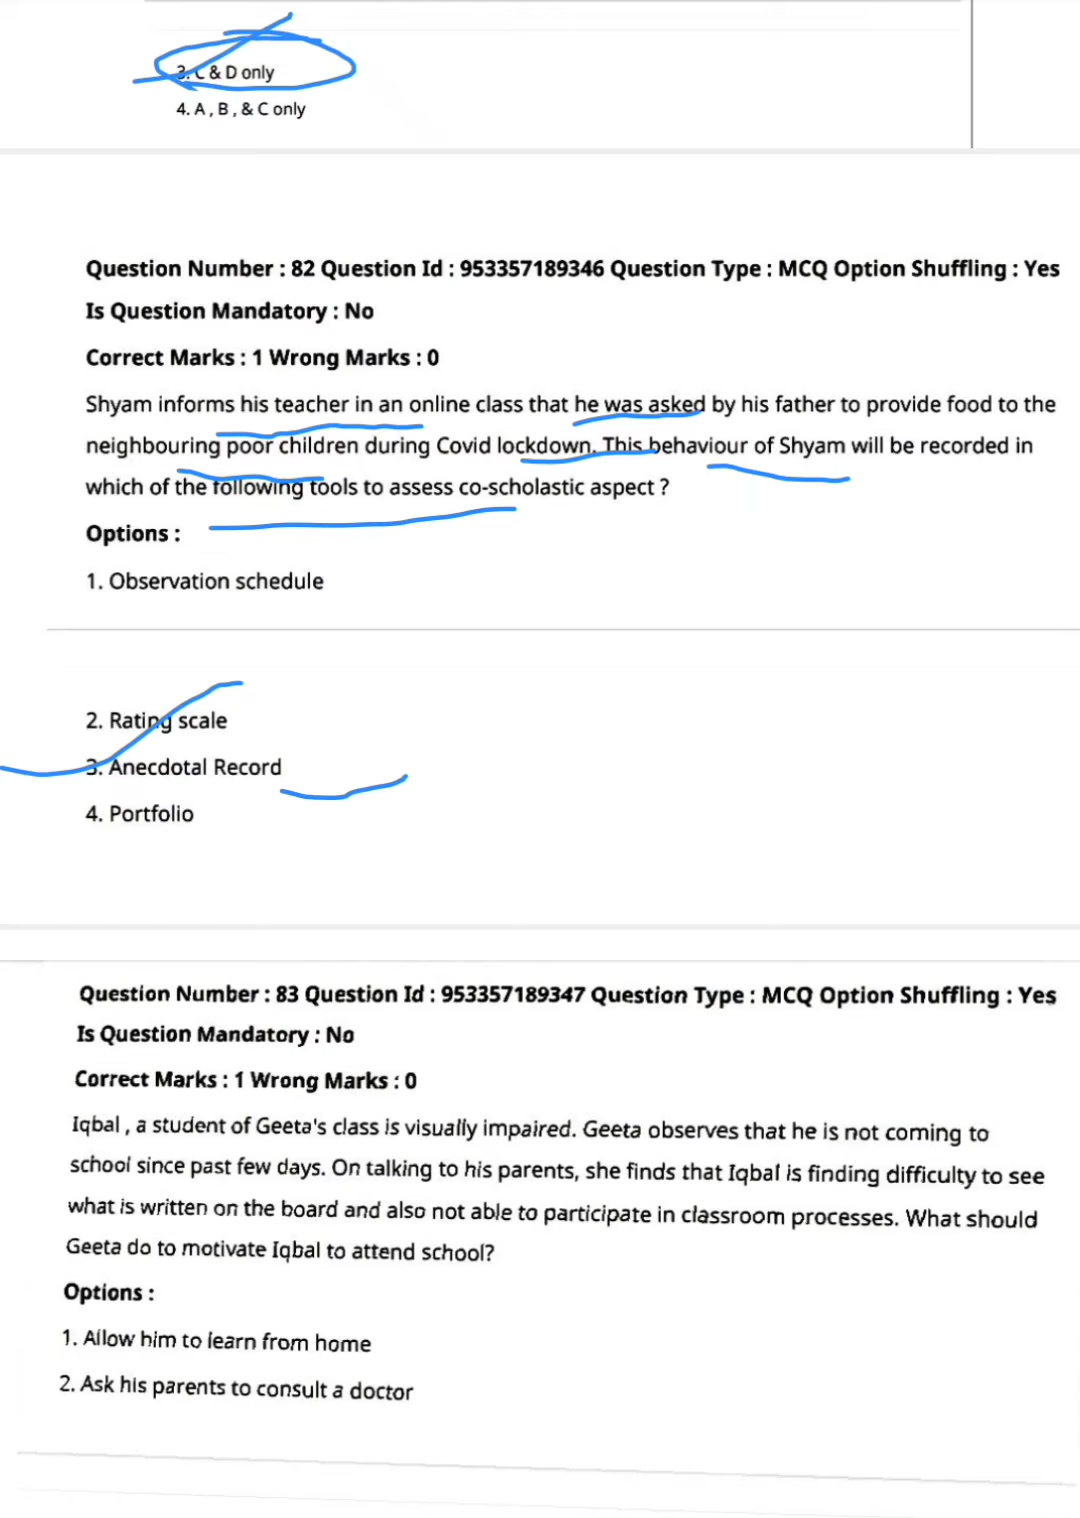 3. C & D only
4. A , B , & C only
Question Number : 82 Question Id : 953357189346 Question Type : MCQ Option Shuffling : Yes
Is Question Mandatory : No
Correct Marks : 1 Wrong Marks : 0
Shyam informs his teacher in an online class that he was asked by his father to provide food to the
neighbouring poor children during Covid lockdown. This behaviour of Shyam will be recorded in
which of the following tools to assess co-scholastic aspect ?
Options :
1. Observation schedule
2. Rating scale
3. Anecdotal Record
4. Portfolio
Question Number : 83 Question Id : 953357189347 Question Type : MCQ Option Shuffling : Yes
Is Question Mandatory : No
Correct Marks : 1 Wrong Marks : 0
Iqbal , a student of Geeta's class is visually impaired. Geeta observes that he is not coming to
school since past few days. On talking to his parents, she finds that Iqbal is finding difficulty to see
what is written on the board and also not able to participate in classroom processes. What should
Geeta do to motivate Iqbal to attend school?
Options :
1. Allow him to learn from home
2. Ask his parents to consult a doctor